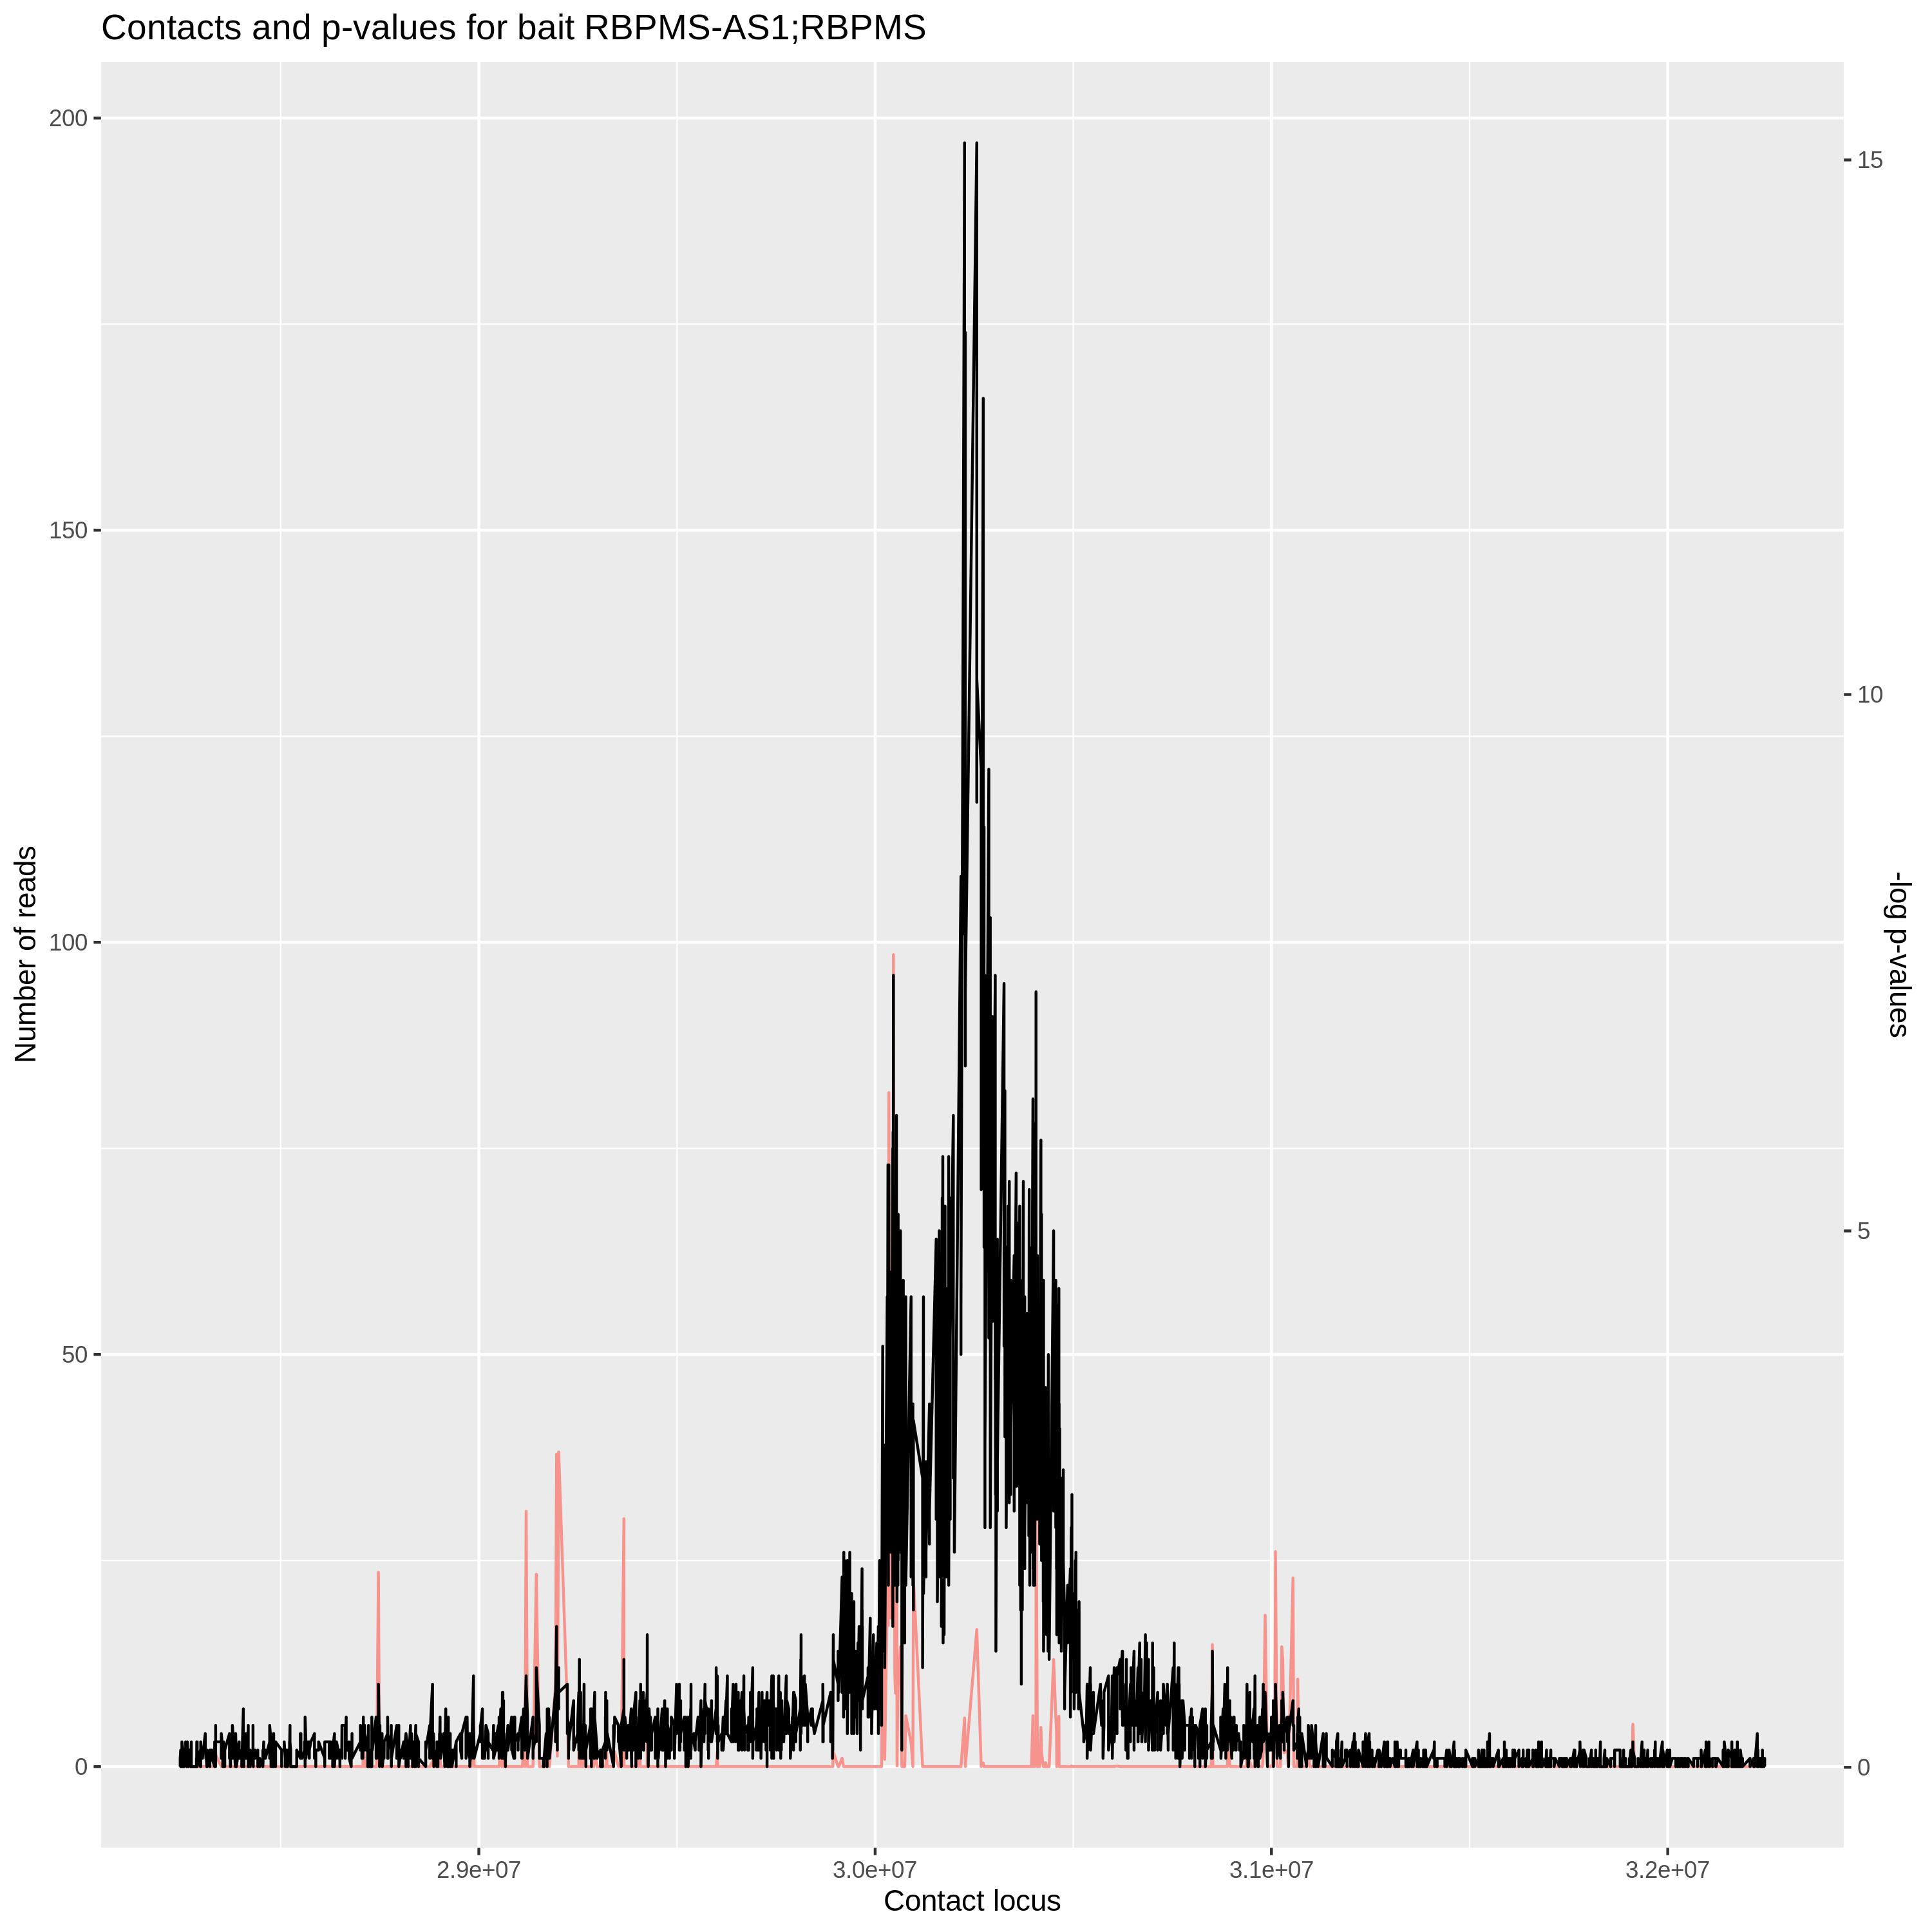 Contacts and p-values for bait RBPMS-AS1;RBPMS
200
150
100
50
0
Number of reads
15
10
5
0
-log p-values
2.9e+07
3.0e+07
3.1e+07
3.2e+07
Contact locus